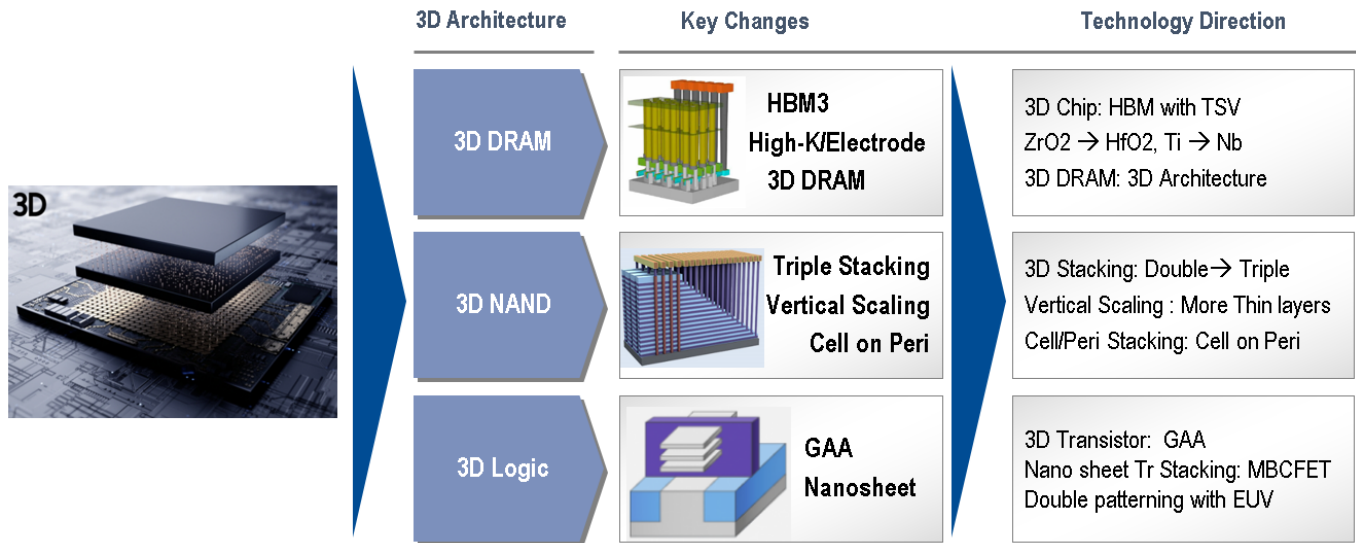 3D Architecture
Key Changes
Technology Direction
3D
3D DRAM
HBM3
High-K/Electrode
3D DRAM
3D Chip: HBM with TSV
ZrO2 → HfO2, Ti → Nb
3D DRAM: 3D Architecture
3D NAND
Triple Stacking
Vertical Scaling
Cell on Peri
3D Stacking: Double→ Triple
Vertical Scaling : More Thin layers
Cell/Peri Stacking: Cell on Peri
3D Logic
GAA
Nanosheet
3D Transistor: GAA
Nano sheet Tr Stacking: MBCFET
Double patterning with EUV